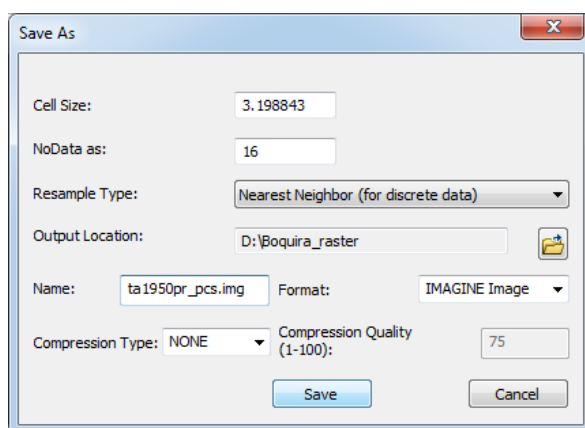 Save As
Cell Size: 3.198843
NoData as: 16
Resample Type: Nearest Neighbor (for discrete data)
Output Location: D:\Boquira_raster
Name: ta1950pr_pcs.img Format: IMAGINE Image
Compression Type: NONE Compression Quality
(1-100): 75
Save Cancel